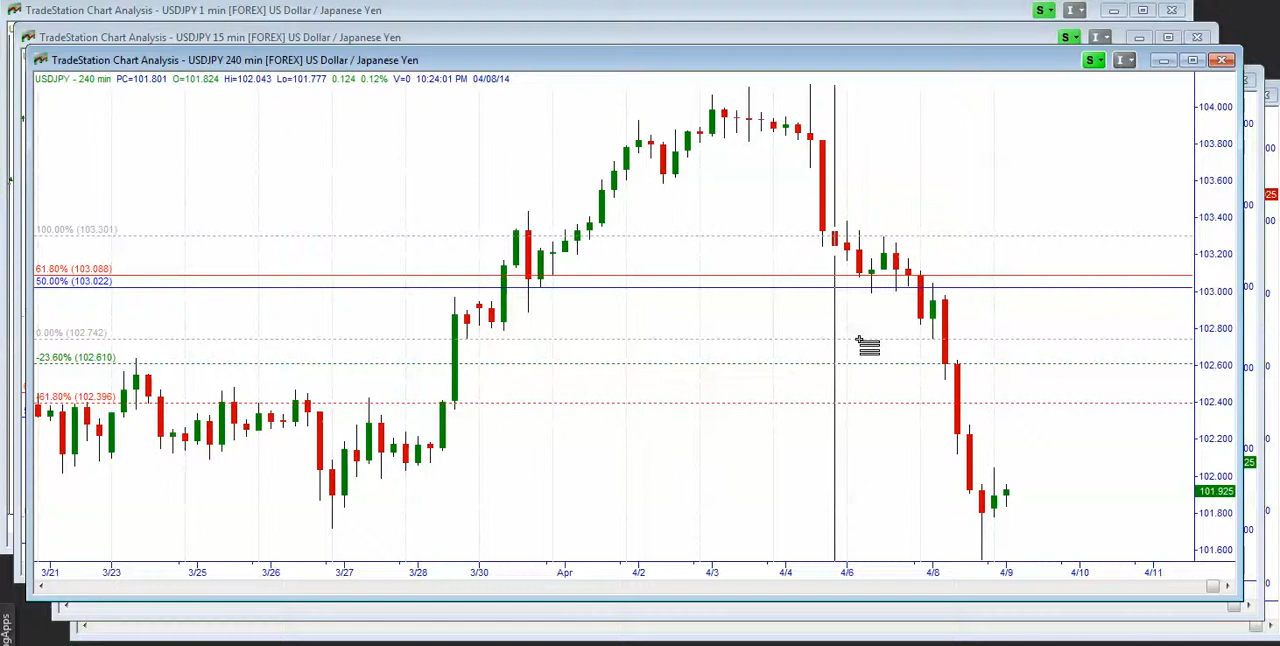 TradeStation Chart Analysis - USDJPY 1 min [FOREX] US Dollar / Japanese Yen
S
I
TradeStation Chart Analysis - USDJPY 15 min [FOREX] US Dollar / Japanese Yen
S
I
TradeStation Chart Analysis - USDJPY 240 min [FOREX] US Dollar / Japanese Yen
S
I
USDJPY - 240 min PC=101.801 O=101.824 Hi=102.043 Lo=101.777 0.124 0.12% V=0 10:24:01 PM 04/08/14
104.000
103.800
103.600
103.400
103.200
103.000
102.800
102.600
102.400
102.200
102.000
101.925
101.800
101.600
100.00% (103.301)
61.80% (103.088)
50.00% (103.022)
0.00% (102.742)
-23.60% (102.610)
-61.80% (102.396)
3/21 3/23 3/25 3/26 3/27 3/28 3/30 Apr 4/2 3/3 4/4 4/6 4/8 4/9 4/10 4/11
25
25